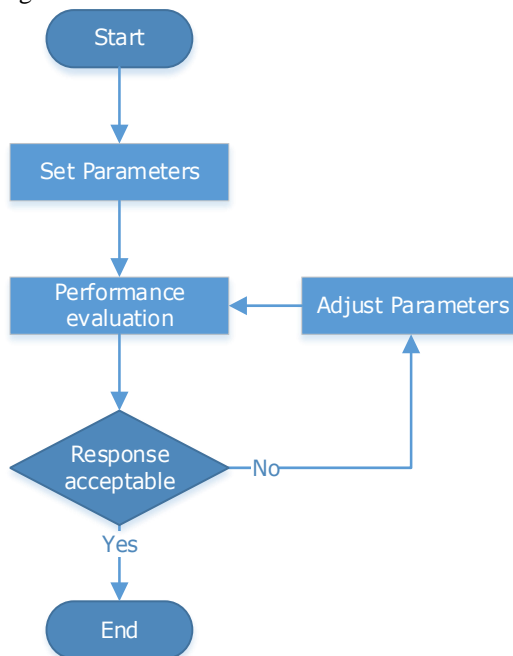 Start
Set Parameters
Performance
evaluation
Adjust Parameters
Response
acceptable
No
Yes
End